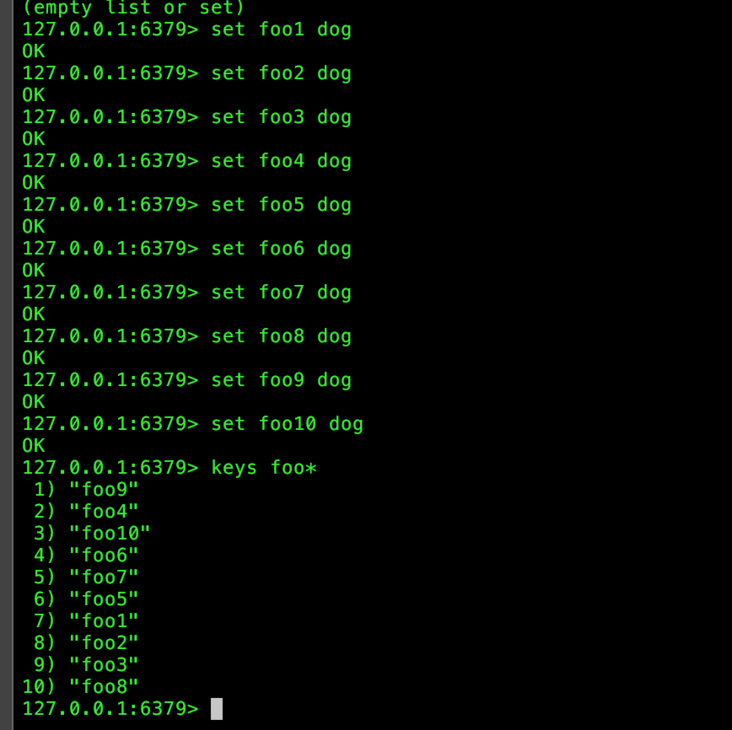 (empty list or set)
127.0.0.1:6379> set foo1 dog
OK
127.0.0.1:6379> set foo2 dog
OK
127.0.0.1:6379> set foo3 dog
OK
127.0.0.1:6379> set foo4 dog
OK
127.0.0.1:6379> set foo5 dog
OK
127.0.0.1:6379> set foo6 dog
OK
127.0.0.1:6379> set foo7 dog
OK
127.0.0.1:6379> set foo8 dog
OK
127.0.0.1:6379> set foo9 dog
OK
127.0.0.1:6379> set foo10 dog
OK
127.0.0.1:6379> keys foo*
 1) "foo9"
 2) "foo4"
 3) "foo10"
 4) "foo6"
 5) "foo7"
 6) "foo5"
 7) "foo1"
 8) "foo2"
 9) "foo3"
10) "foo8"
127.0.0.1:6379>